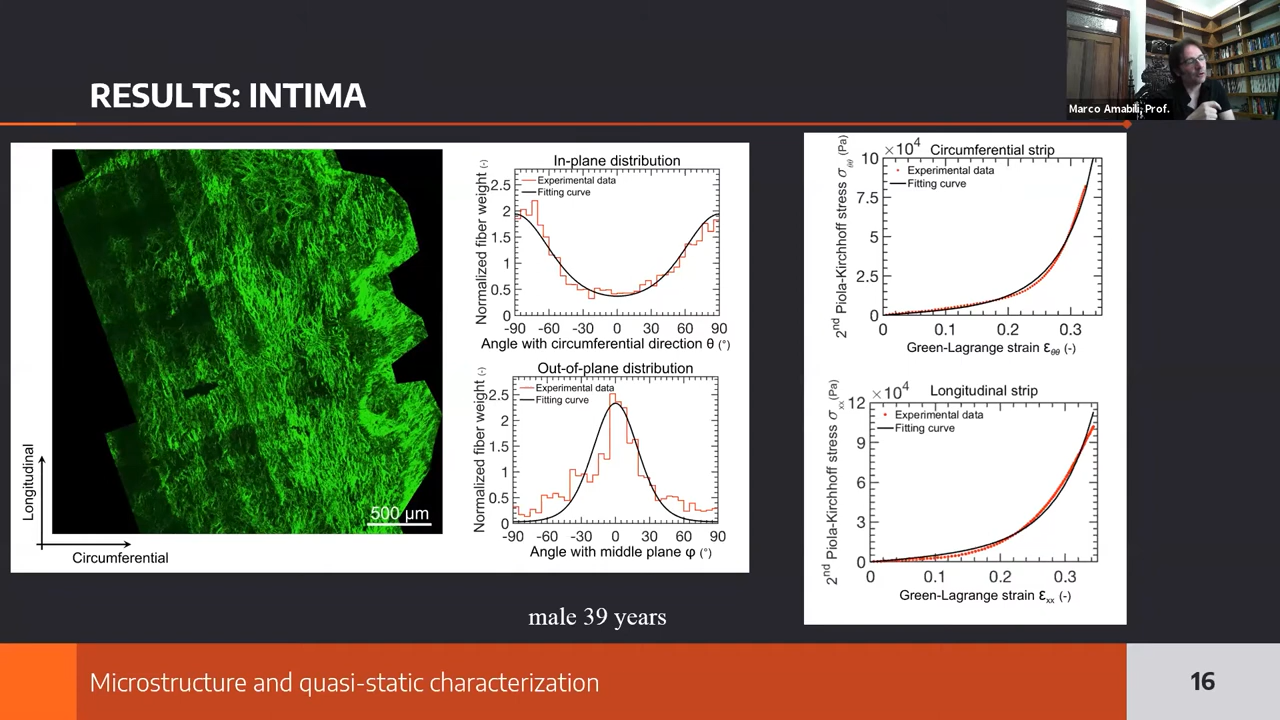 RESULTS: INTIMA
Marco Amabili, Prof.
Longitudinal
Circumferential
500 µm
In-plane distribution
Experimental data
Fitting curve
Normalized fiber weight (-)
2.5
2
1.5
1
0.5
0
-90 -60 -30 0 30 60 90
Angle with circumferential direction θ (°)
Out-of-plane distribution
Experimental data
Fitting curve
Normalized fiber weight (-)
2.5
2
1.5
1
0.5
0
-90 -60 -30 0 30 60 90
Angle with middle plane φ (°)
×10⁴
Circumferential strip
Experimental data
Fitting curve
2nd Piola-Kirchhoff stress σθθ (Pa)
10
7.5
5
2.5
0
0 0.1 0.2 0.3
Green-Lagrange strain εθθ (-)
×10⁴
Longitudinal strip
Experimental data
Fitting curve
2nd Piola-Kirchhoff stress σxx (Pa)
12
9
6
3
0
0 0.1 0.2 0.3
Green-Lagrange strain εxx (-)
male 39 years
Microstructure and quasi-static characterization
16